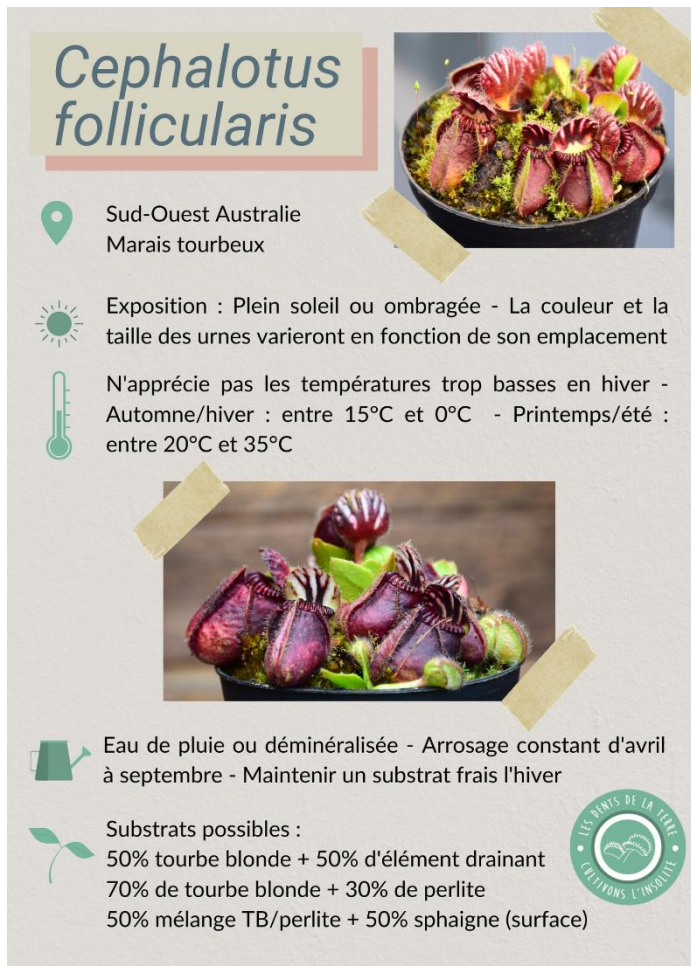 Cephalotus
follicularis
Sud-Ouest Australie
Marais tourbeux
Exposition : Plein soleil ou ombragée - La couleur et la
taille des urnes varieront en fonction de son emplacement
N'apprécie pas les températures trop basses en hiver -
Automne/hiver : entre 15°C et 0°C - Printemps/été :
entre 20°C et 35°C
Eau de pluie ou déminéralisée - Arrosage constant d'avril
à septembre - Maintenir un substrat frais l'hiver
Substrats possibles :
50% tourbe blonde + 50% d'élément drainant
70% de tourbe blonde + 30% de perlite
50% mélange TB/perlite + 50% sphaigne (surface)
LES DENTS DE LA TERRE
CULTIVONS L'INSOLITE